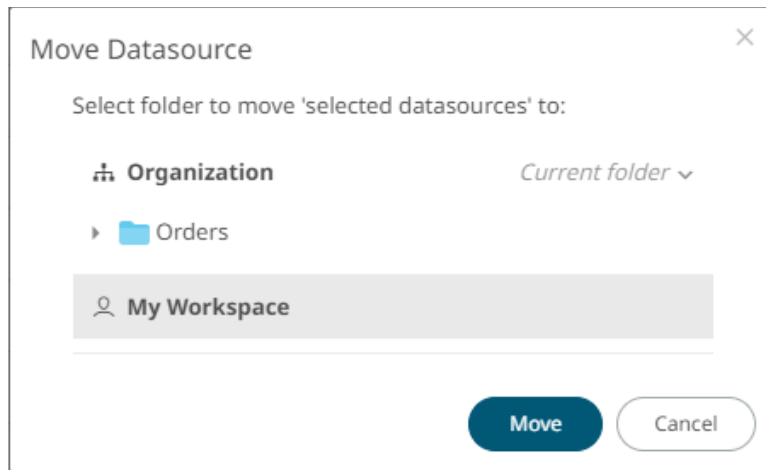 Move Datasource
Select folder to move 'selected datasources' to:
Organization Current folder
Orders
My Workspace
Move Cancel